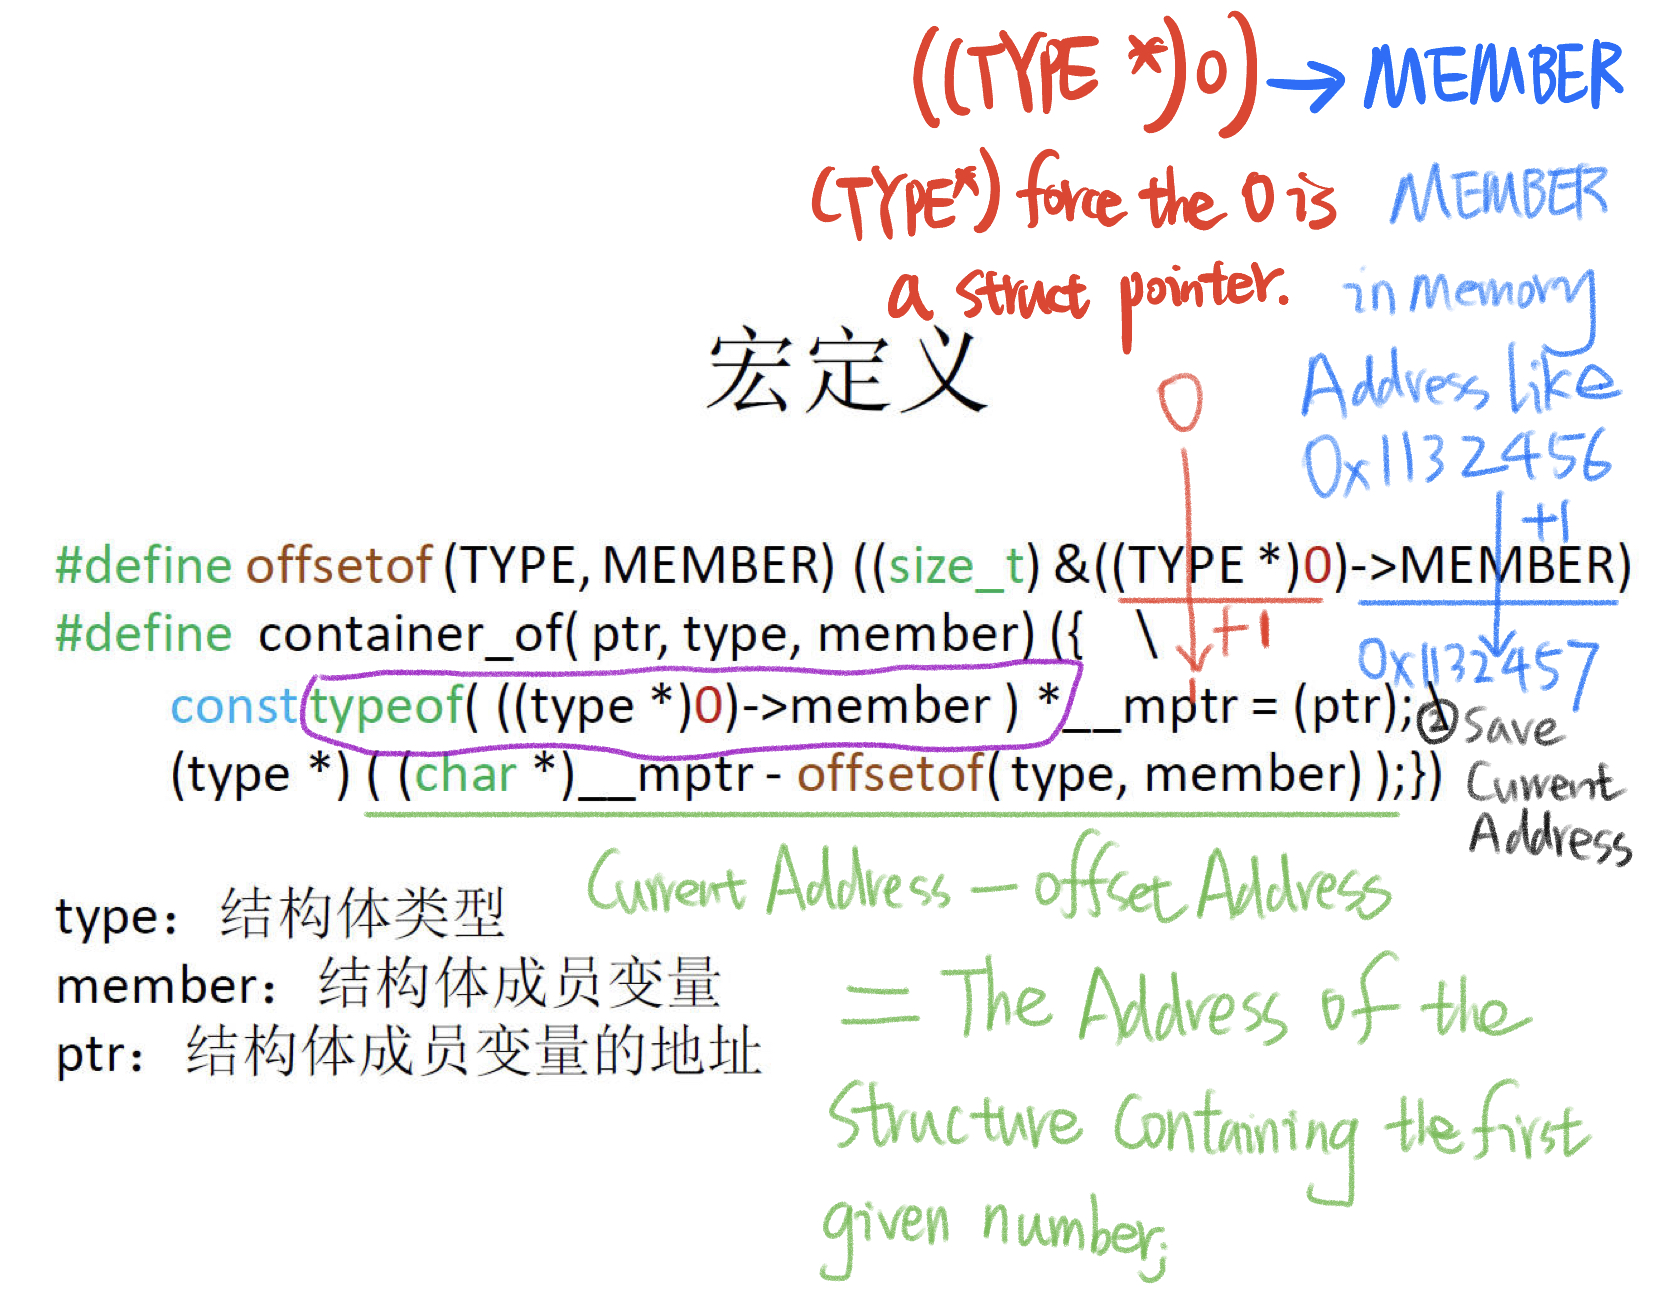 ((TYPE *)0)→MEMBER
(TYPE*) force the 0 is
a struct pointer.
MEMBER
in Memory
Address like
0x1132456
+1
0x1132457
宏定义
0
+1
1
#define offsetof(TYPE, MEMBER) ((size_t) &((TYPE *)0)->MEMBER)
#define container_of( ptr, type, member) ({ \
const typeof( ((type *)0)->member ) *__mptr = (ptr); \
(type *) ( (char *)__mptr - offsetof( type, member) );})
② Save
Current
Address
Current Address — offset Address
= The Address of the
Structure Containing the first
given number.
type：结构体类型
member：结构体成员变量
ptr：结构体成员变量的地址